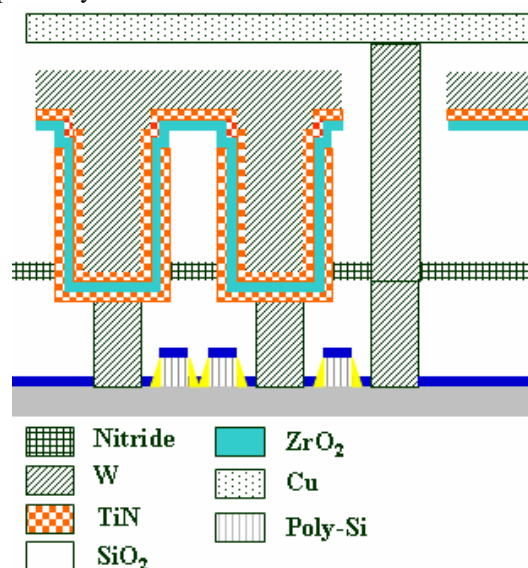 Nitride
W
TiN
SiO₂
ZrO₂
Cu
Poly-Si